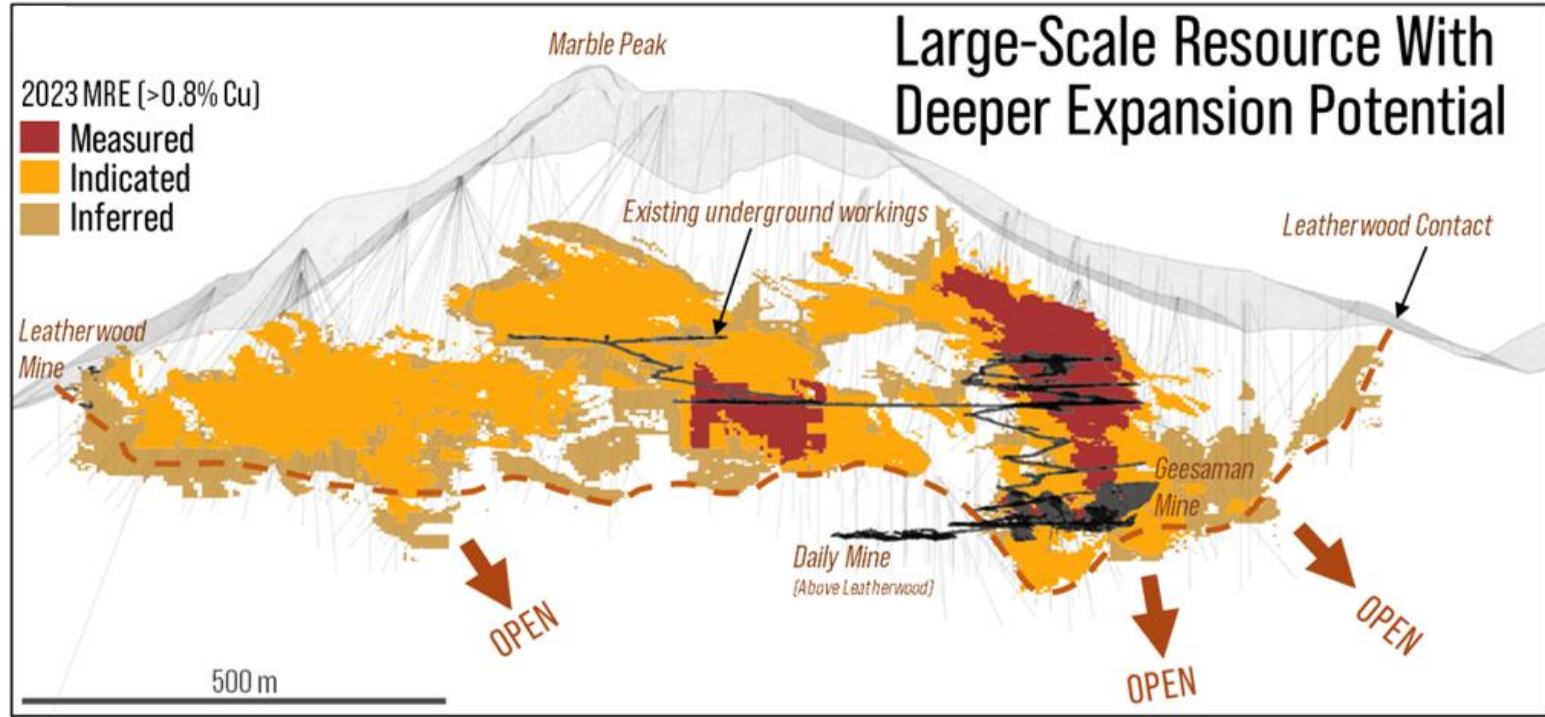 Large-Scale Resource With
Deeper Expansion Potential
Marble Peak
2023 MRE (>0.8% Cu)
Measured
Indicated
Inferred
Existing underground workings
Leatherwood Contact
Leatherwood
Mine
Geesaman
Mine
Daily Mine
(Above Leatherwood)
OPEN
OPEN
OPEN
500 m